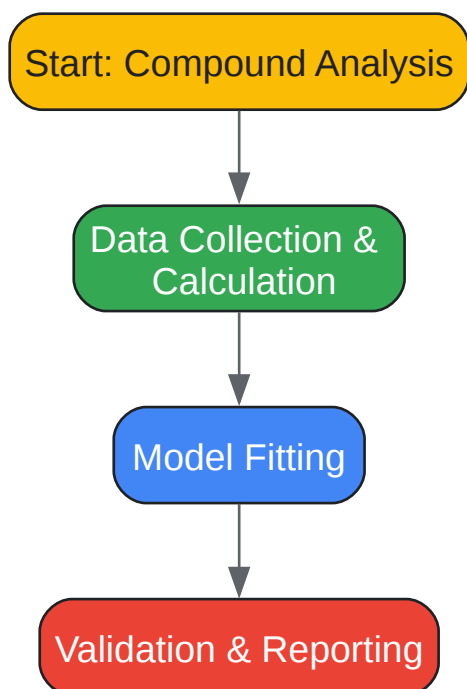 Start: Compound Analysis
Data Collection &
Calculation
Model Fitting
Validation & Reporting